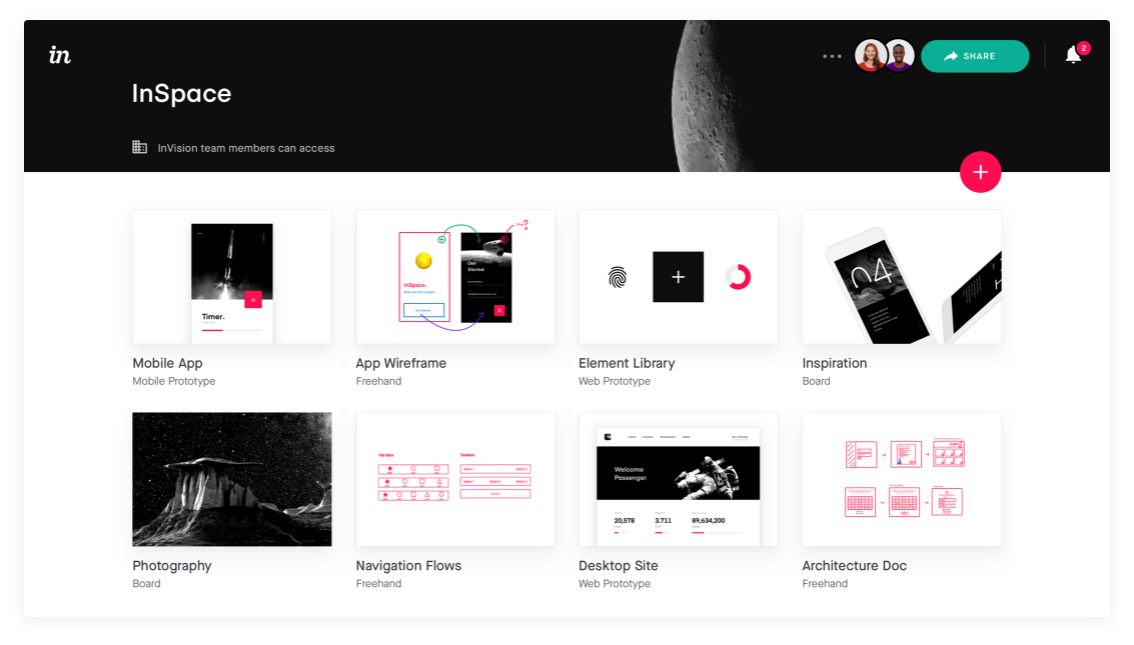 in
SHARE
2
InSpace
InVision team members can access
Timer.
InSpace.
Get
Started.
04
Mobile App
Mobile Prototype
App Wireframe
Freehand
Element Library
Web Prototype
Inspiration
Board
Welcome
Passenger.
20,578
3.711
89,634,200
Photography
Board
Navigation Flows
Freehand
Desktop Site
Web Prototype
Architecture Doc
Freehand